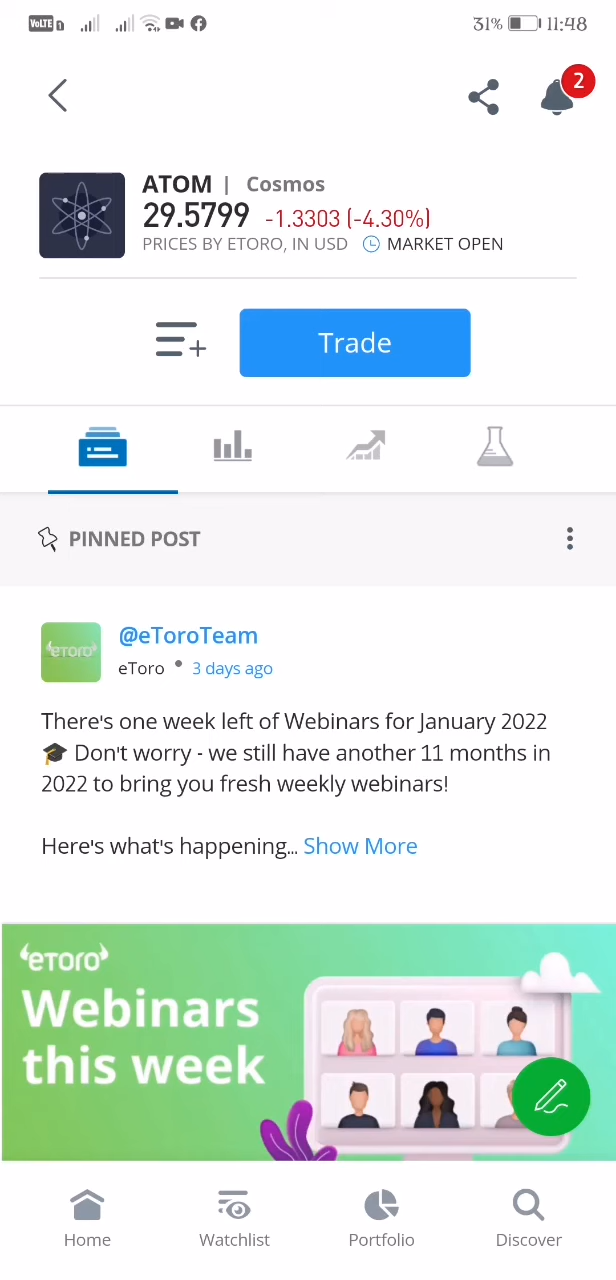 VoLTE 1 31% 11:48
2
ATOM | Cosmos
29.5799 -1.3303 (-4.30%)
PRICES BY ETORO, IN USD MARKET OPEN
Trade
PINNED POST
eTORO
@eToroTeam
eToro • 3 days ago
There's one week left of Webinars for January 2022
🎓 Don't worry - we still have another 11 months in
2022 to bring you fresh weekly webinars!
Here's what's happening... Show More
eTORO
Webinars
this week
Home Watchlist Portfolio Discover